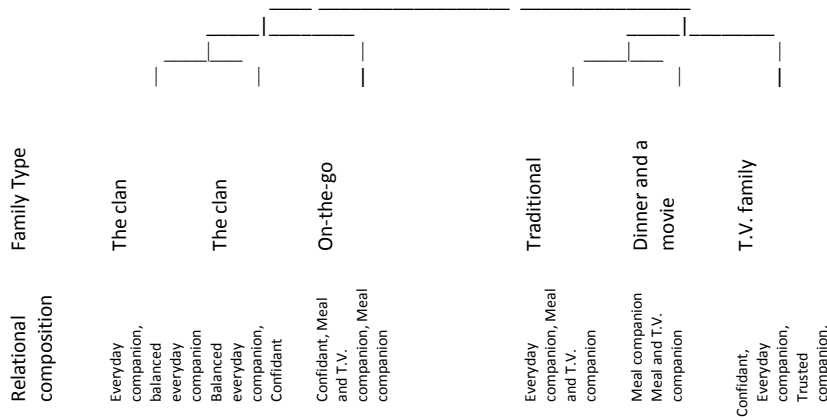 Family Type
The clan
The clan
On-the-go
Traditional
Dinner and a
movie
T.V. family
Relational
composition
Everyday
companion,
balanced
everyday
companion
Balanced
everyday
companion,
Confidant
Confidant, Meal
and T.V.
companion, Meal
companion
Everyday
companion, Meal
and T.V.
companion
Meal companion
Meal and T.V.
companion
Confidant,
Everyday
companion,
Trusted
companion,